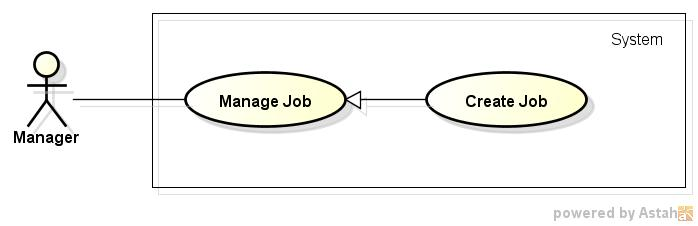 System
Manage Job
Create Job
Manager
powered by Astah